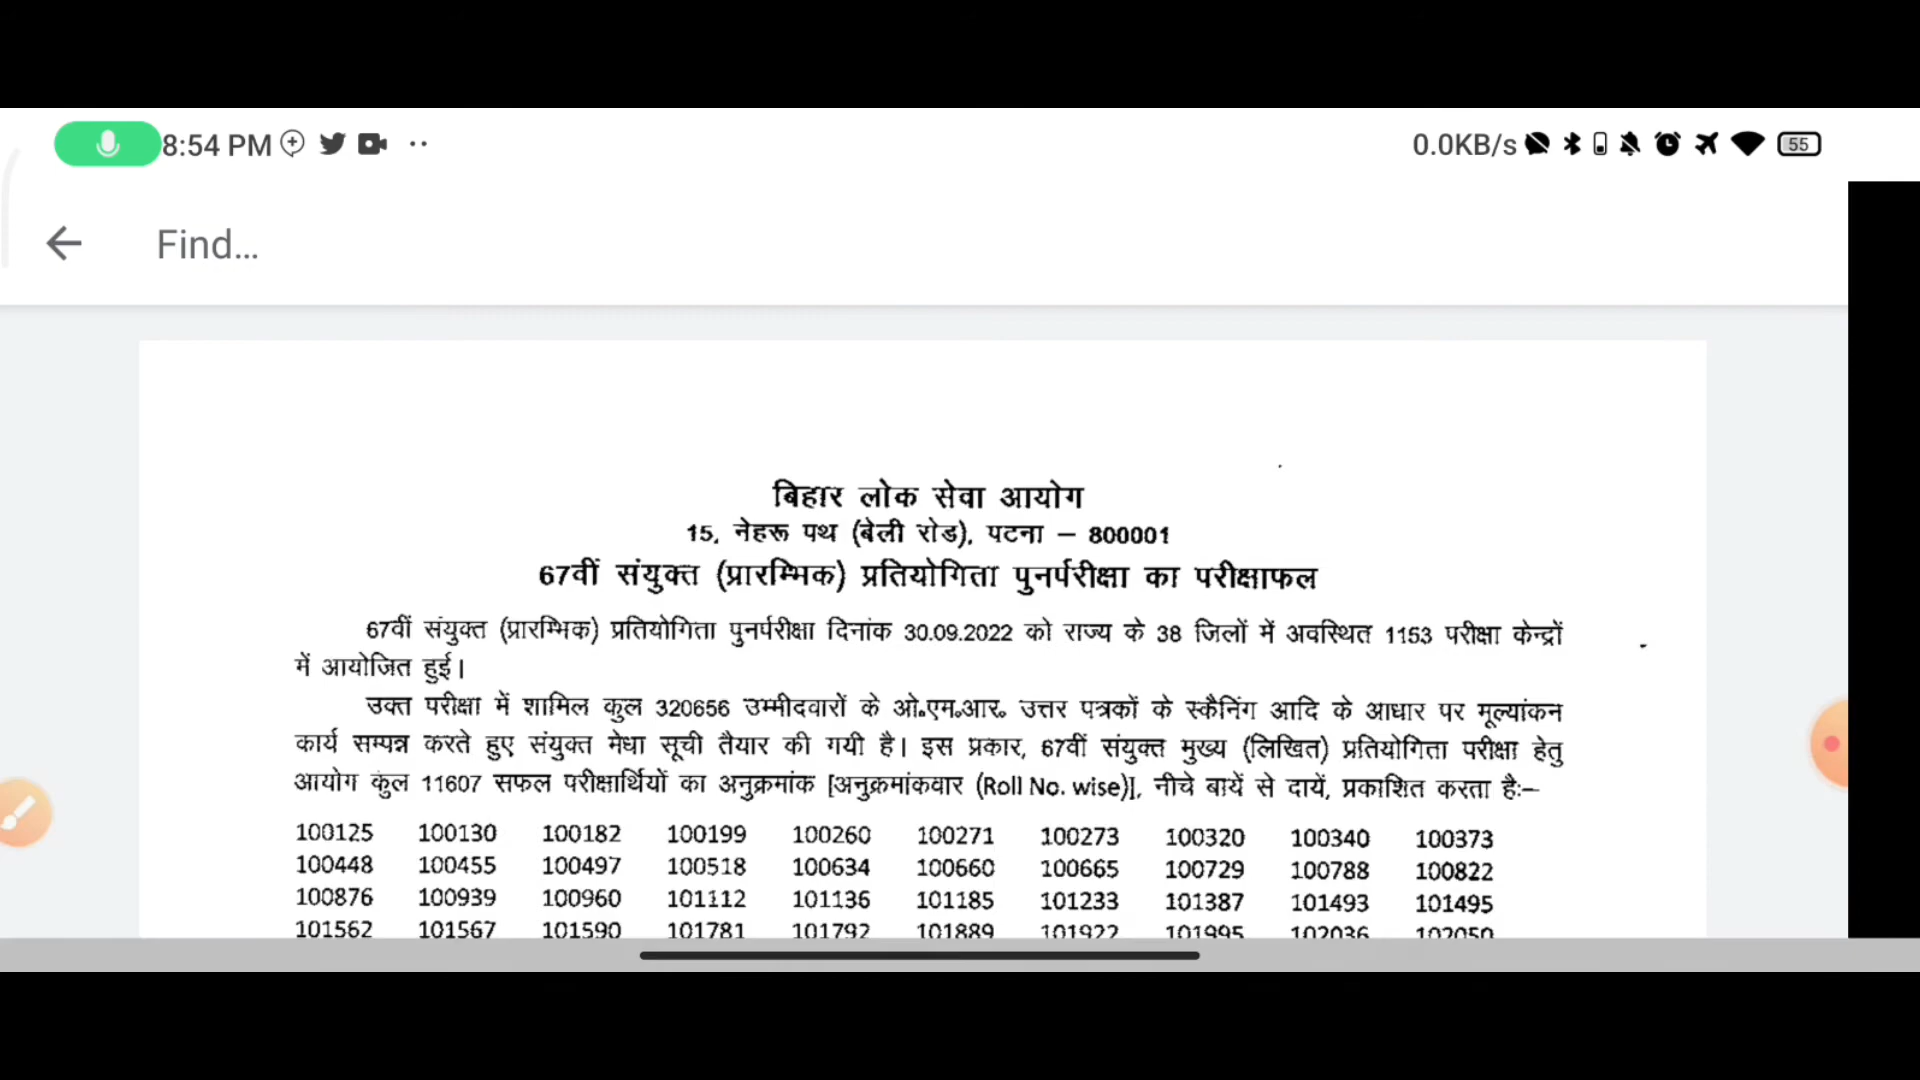 8:54 PM
0.0KB/s
55
Find...
बिहार लोक सेवा आयोग
15, नेहरू पथ (बेली रोड), पटना – 800001
67वीं संयुक्त (प्रारम्भिक) प्रतियोगिता पुनर्परीक्षा का परीक्षाफल
67वीं संयुक्त (प्रारम्भिक) प्रतियोगिता पुनर्परीक्षा दिनांक 30.09.2022 को राज्य के 38 जिलों में अवस्थित 1153 परीक्षा केन्द्रों
में आयोजित हुई।
उक्त परीक्षा में शामिल कुल 320656 उम्मीदवारों के ओ०एम०आर० उत्तर पत्रकों के स्कैनिंग आदि के आधार पर मूल्यांकन
कार्य सम्पन्न करते हुए संयुक्त मेधा सूची तैयार की गयी है। इस प्रकार, 67वीं संयुक्त मुख्य (लिखित) प्रतियोगिता परीक्षा हेतु
आयोग कुल 11607 सफल परीक्षार्थियों का अनुक्रमांक [अनुक्रमांकवार (Roll No. wise)], नीचे बायें से दायें, प्रकाशित करता है:–
100125 100130 100182 100199 100260 100271 100273 100320 100340 100373
100448 100455 100497 100518 100634 100660 100665 100729 100788 100822
100876 100939 100960 101112 101136 101185 101233 101387 101493 101495
101562 101567 101590 101781 101792 101889 101922 101995 102036 102050